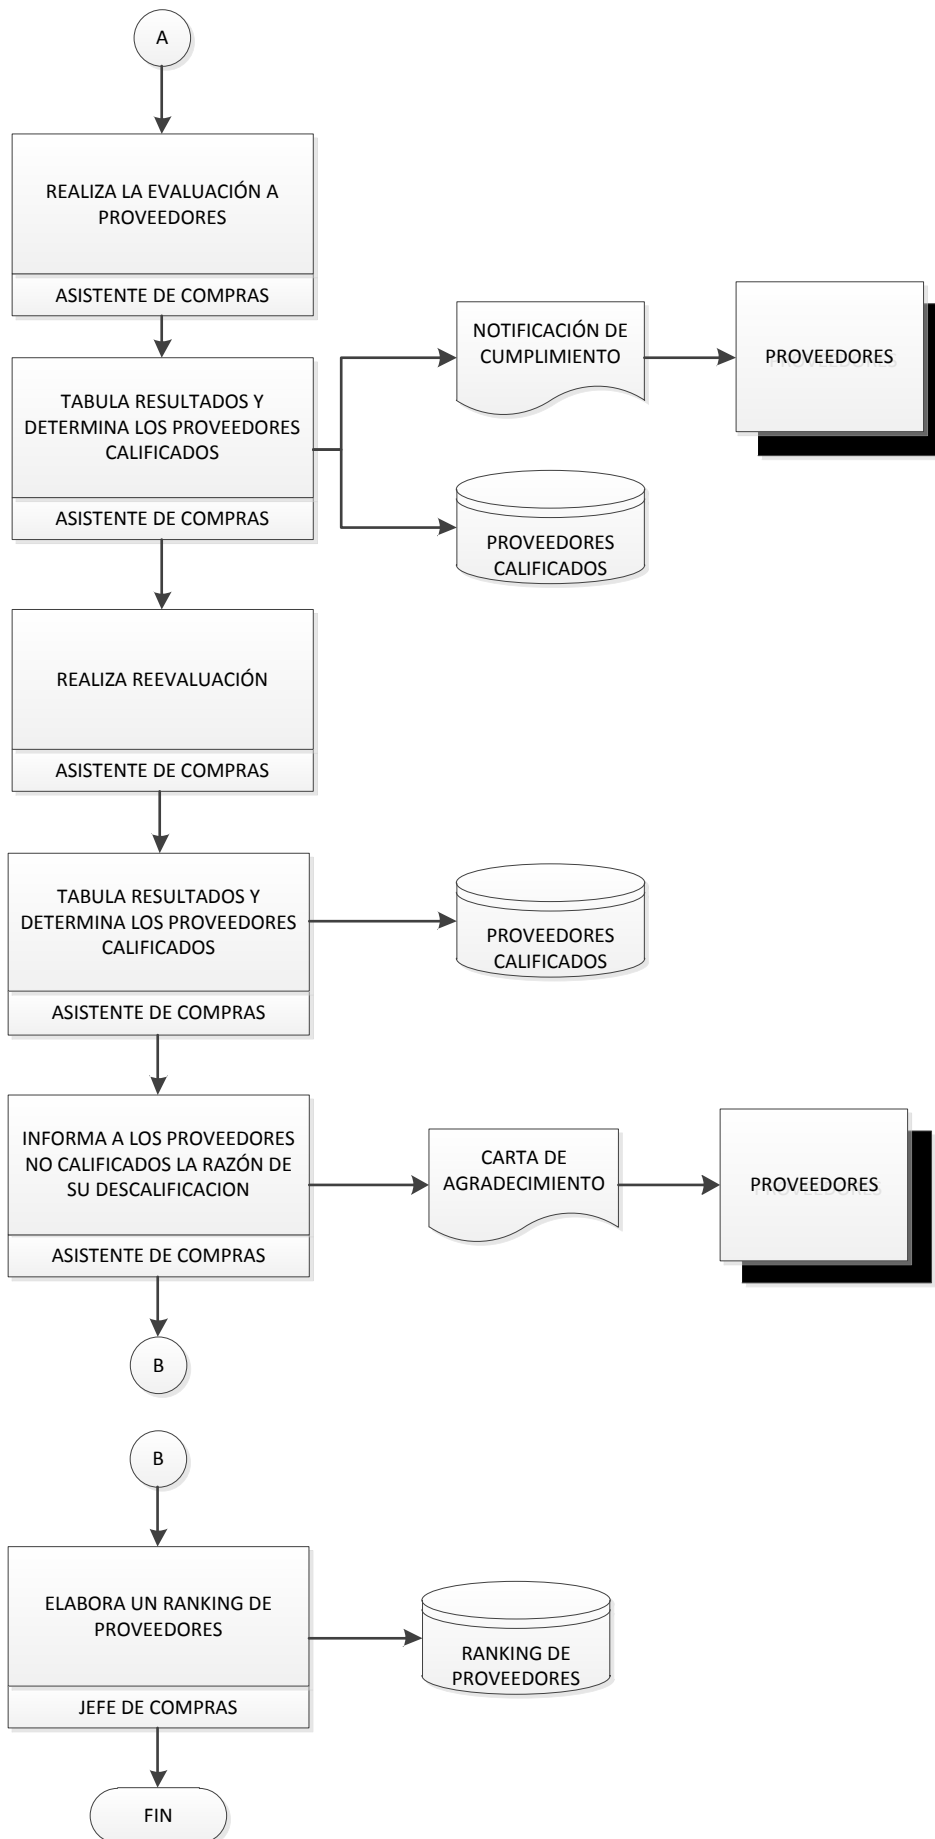 A
REALIZA LA EVALUACIÓN A
PROVEEDORES
ASISTENTE DE COMPRAS
TABULA RESULTADOS Y
DETERMINA LOS PROVEEDORES
CALIFICADOS
ASISTENTE DE COMPRAS
NOTIFICACIÓN DE
CUMPLIMIENTO
PROVEEDORES
PROVEEDORES
CALIFICADOS
REALIZA REEVALUACIÓN
ASISTENTE DE COMPRAS
TABULA RESULTADOS Y
DETERMINA LOS PROVEEDORES
CALIFICADOS
ASISTENTE DE COMPRAS
PROVEEDORES
CALIFICADOS
INFORMA A LOS PROVEEDORES
NO CALIFICADOS LA RAZÓN DE
SU DESCALIFICACION
ASISTENTE DE COMPRAS
CARTA DE
AGRADECIMIENTO
PROVEEDORES
B
B
ELABORA UN RANKING DE
PROVEEDORES
JEFE DE COMPRAS
RANKING DE
PROVEEDORES
FIN